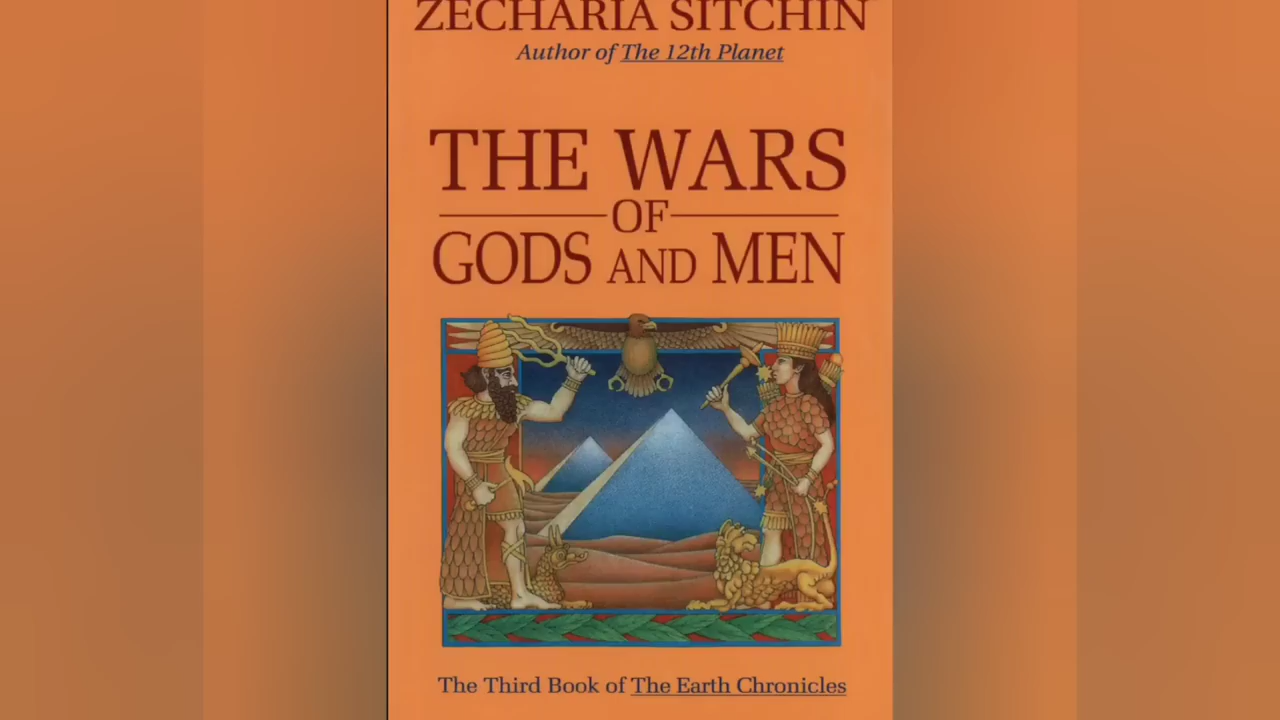 ZECHARIA SITCHIN
Author of The 12th Planet
THE WARS
OF
GODS AND MEN
The Third Book of The Earth Chronicles